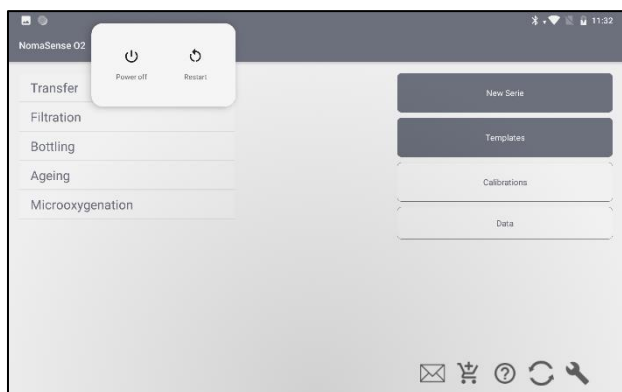 11:32
NomaSense O2
Power off
Restart
Transfer
Filtration
Bottling
Ageing
Microoxygenation
New Serie
Templates
Calibrations
Data